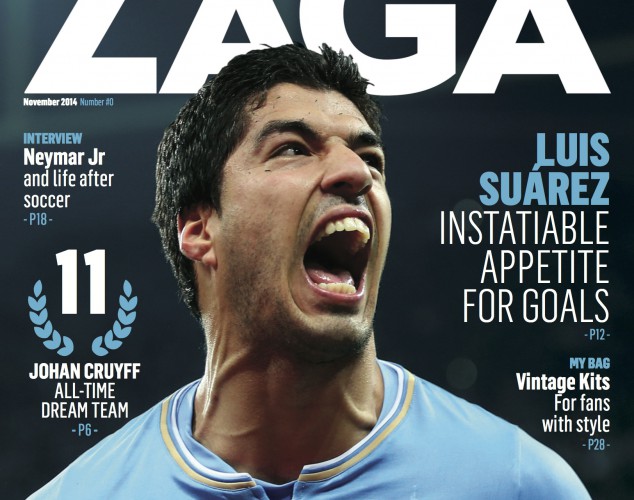 ZAGA
November 2014 Number #0
INTERVIEW
Neymar Jr
and life after
soccer
- P18 -
11
JOHAN CRUYFF
ALL-TIME
DREAM TEAM
- P6 -
LUIS
SUÁREZ
INSTATIABLE
APPETITE
FOR GOALS
- P12 -
MY BAG
Vintage Kits
For fans
with style
- P28 -